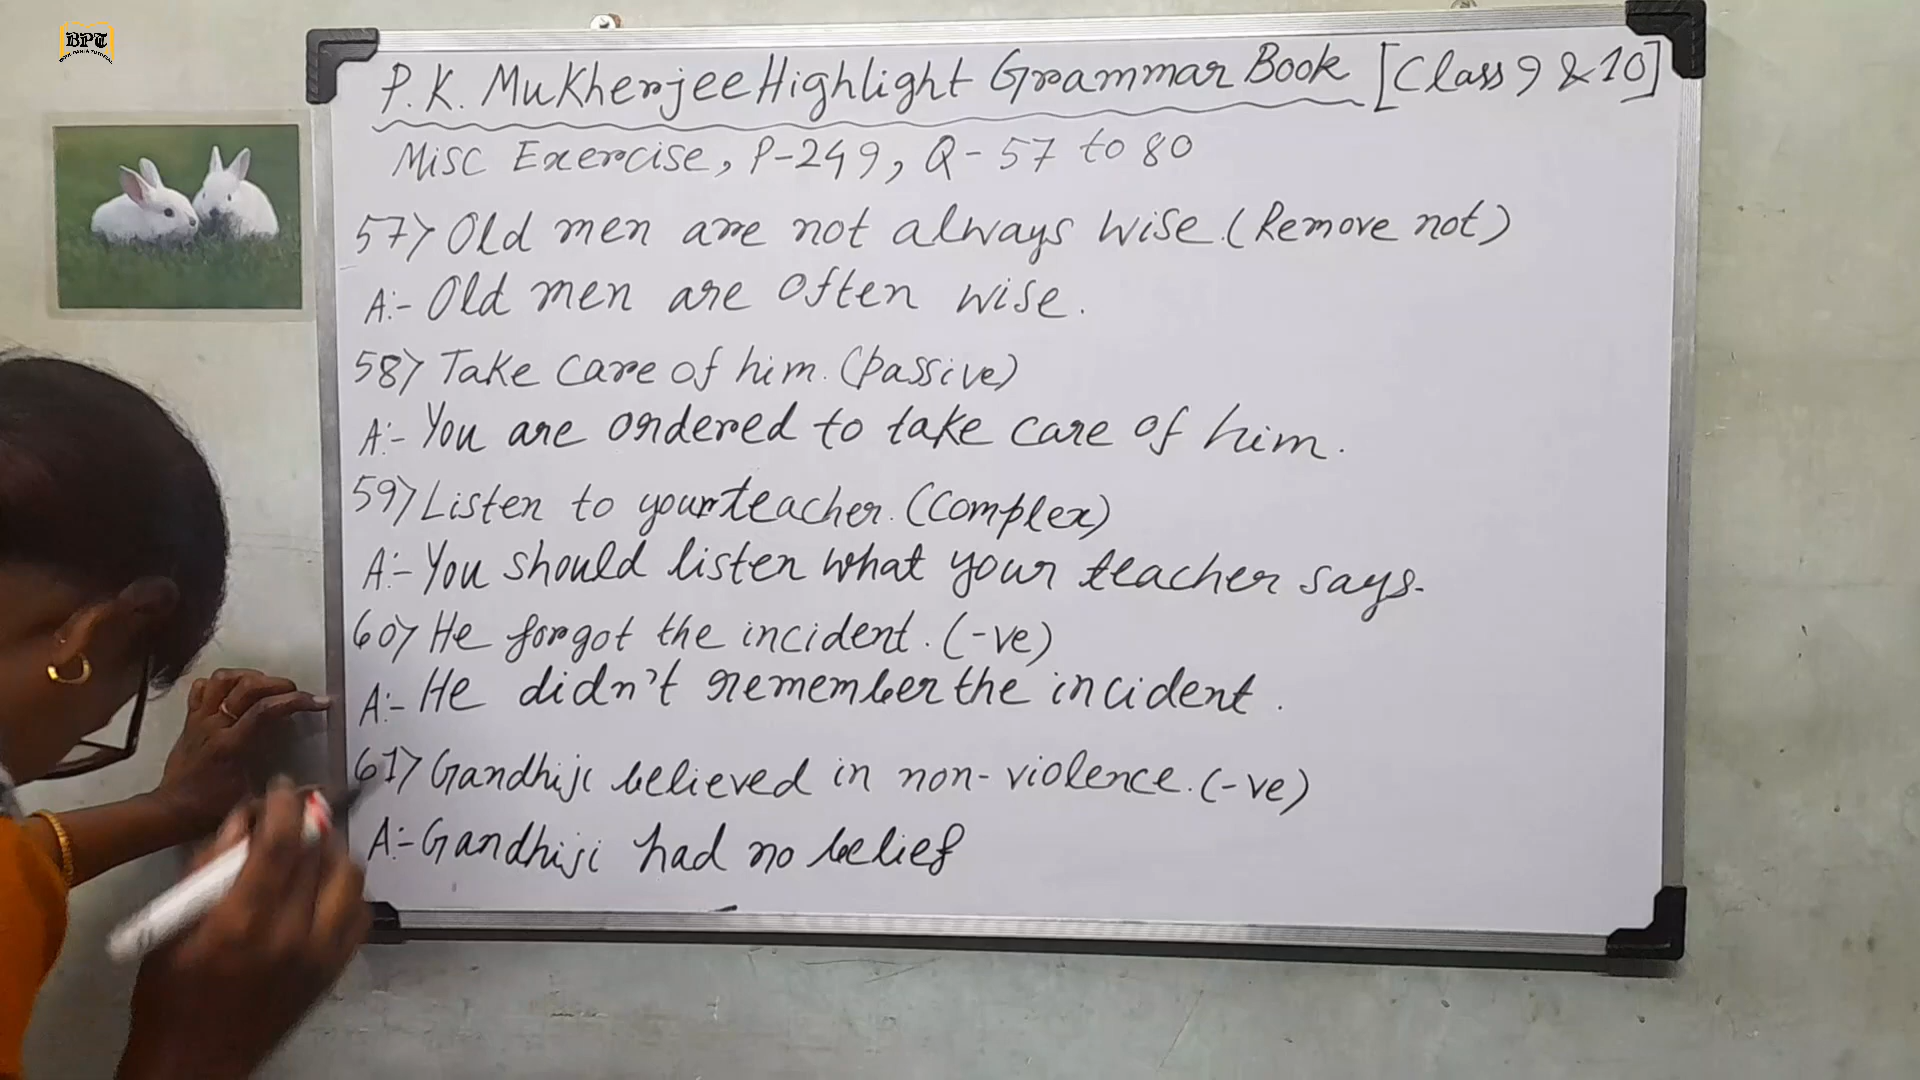 BPT
P.K. Mukherjee Highlight Grammar Book [Class 9 & 10]
Misc Exercise, P-249, Q-57 to 80
57) Old men are not always wise. (Remove not)
A:- Old men are often wise.
58) Take care of him. (passive)
A:- You are ordered to take care of him.
59) Listen to your teacher. (Complex)
A:- You should listen what your teacher says.
60) He forgot the incident. (-ve)
A:- He didn't remember the incident.
61) Gandhiji believed in non-violence. (-ve)
A:- Gandhiji had no belief